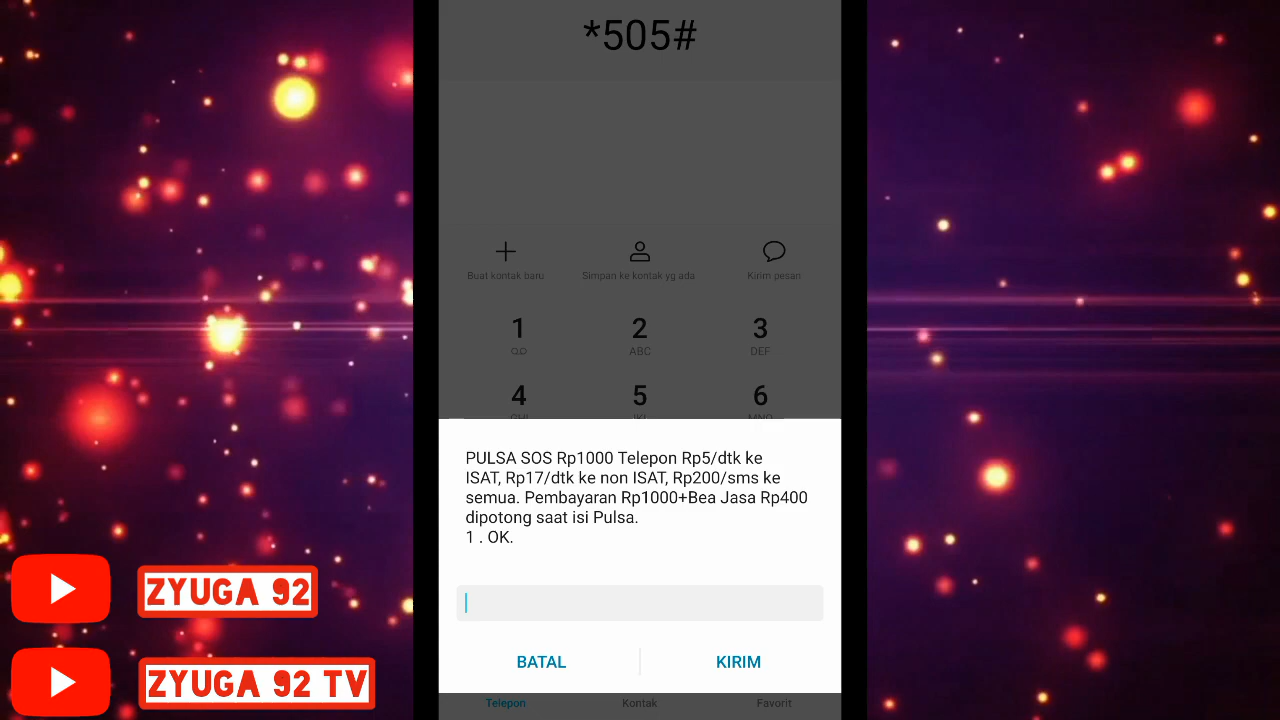 *505#
Buat kontak baru
Simpan ke kontak yg ada
Kirim pesan
1
2
3
ABC
DEF
4
5
6
GHI
JKL
MNO
PULSA SOS Rp1000 Telepon Rp5/dtk ke
ISAT, Rp17/dtk ke non ISAT, Rp200/sms ke
semua. Pembayaran Rp1000+Bea Jasa Rp400
dipotong saat isi Pulsa.
1 . OK.
BATAL
KIRIM
Telepon
Kontak
Favorit
ZYUGA 92
ZYUGA 92 TV